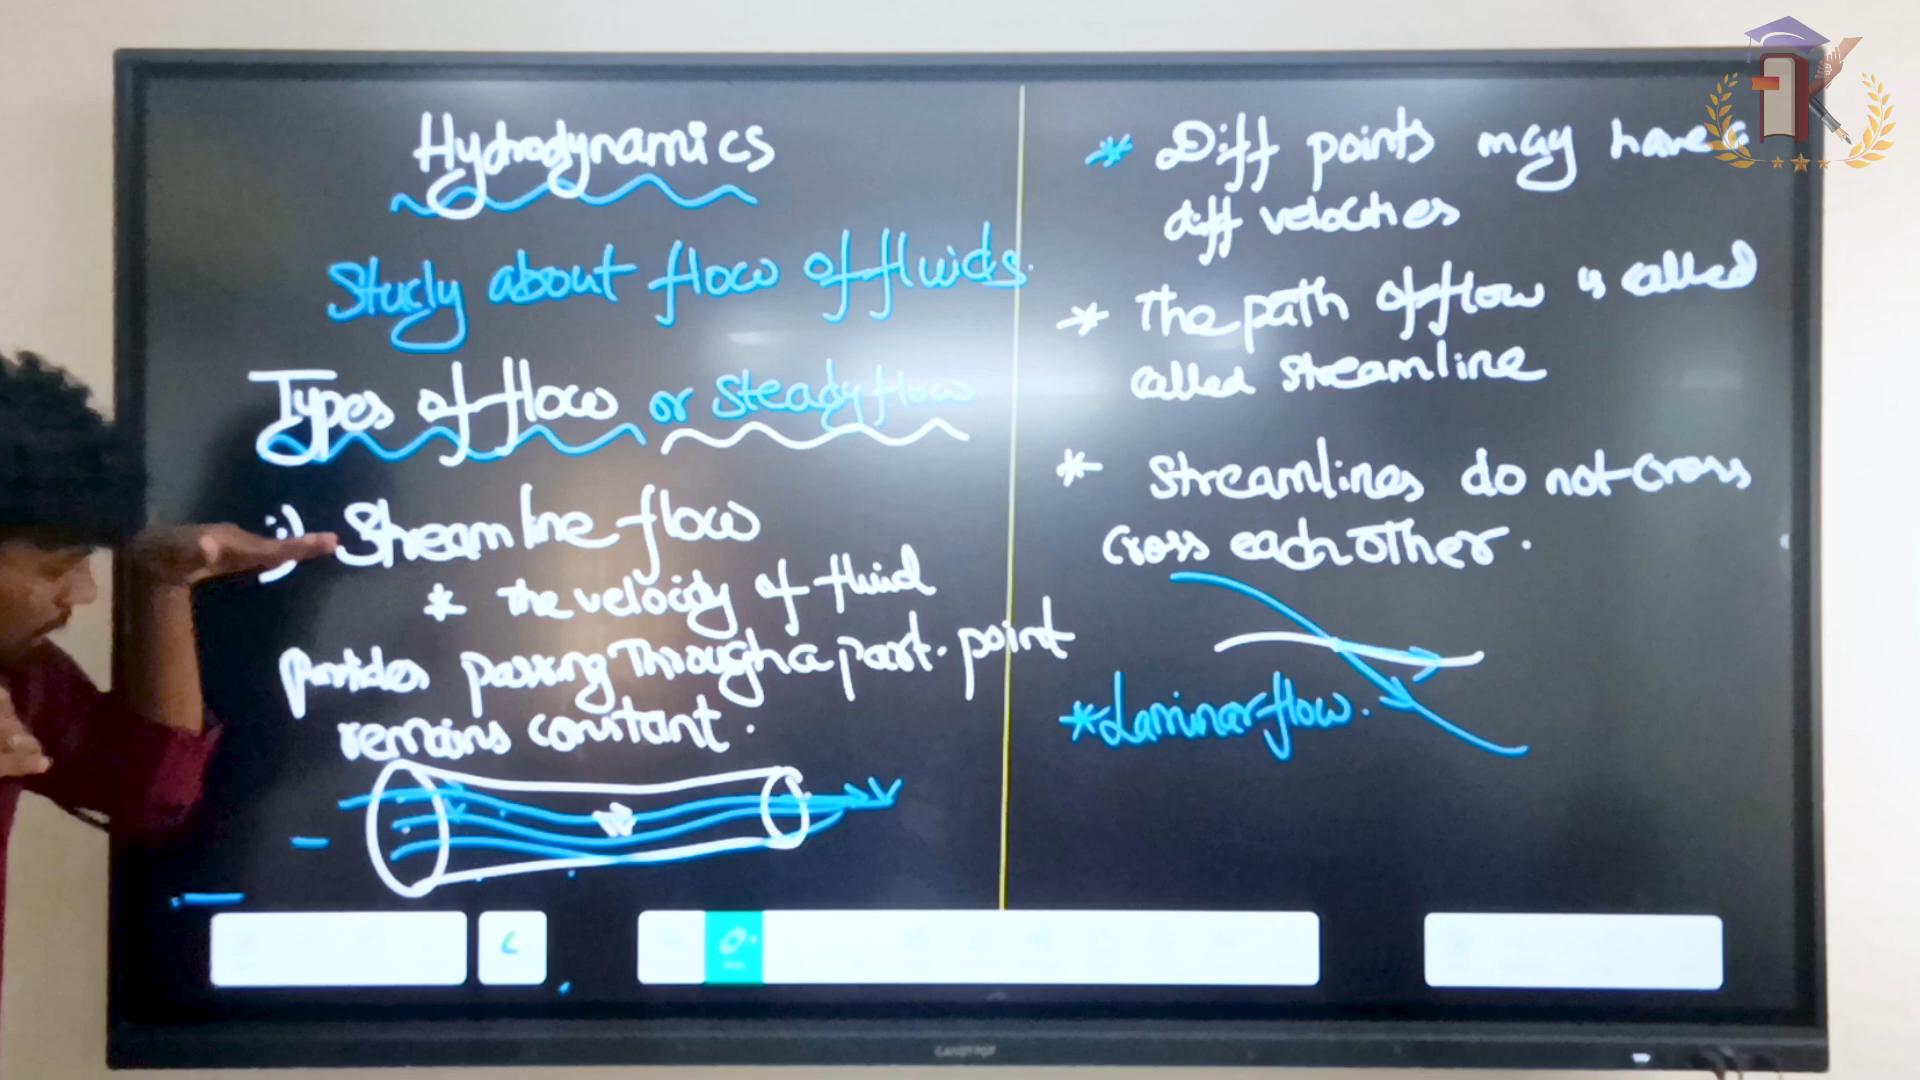 Hydrodynamics
Study about flow of fluids.
Types of flow or Steady flow
i) Streamline flow
* the velocity of fluid
particles passing through a part. point
remains constant.
V
* Diff points may have
diff velocities
* The path of flow is called
called streamline
* Streamlines do not cross
cross each other.
* Laminar flow.